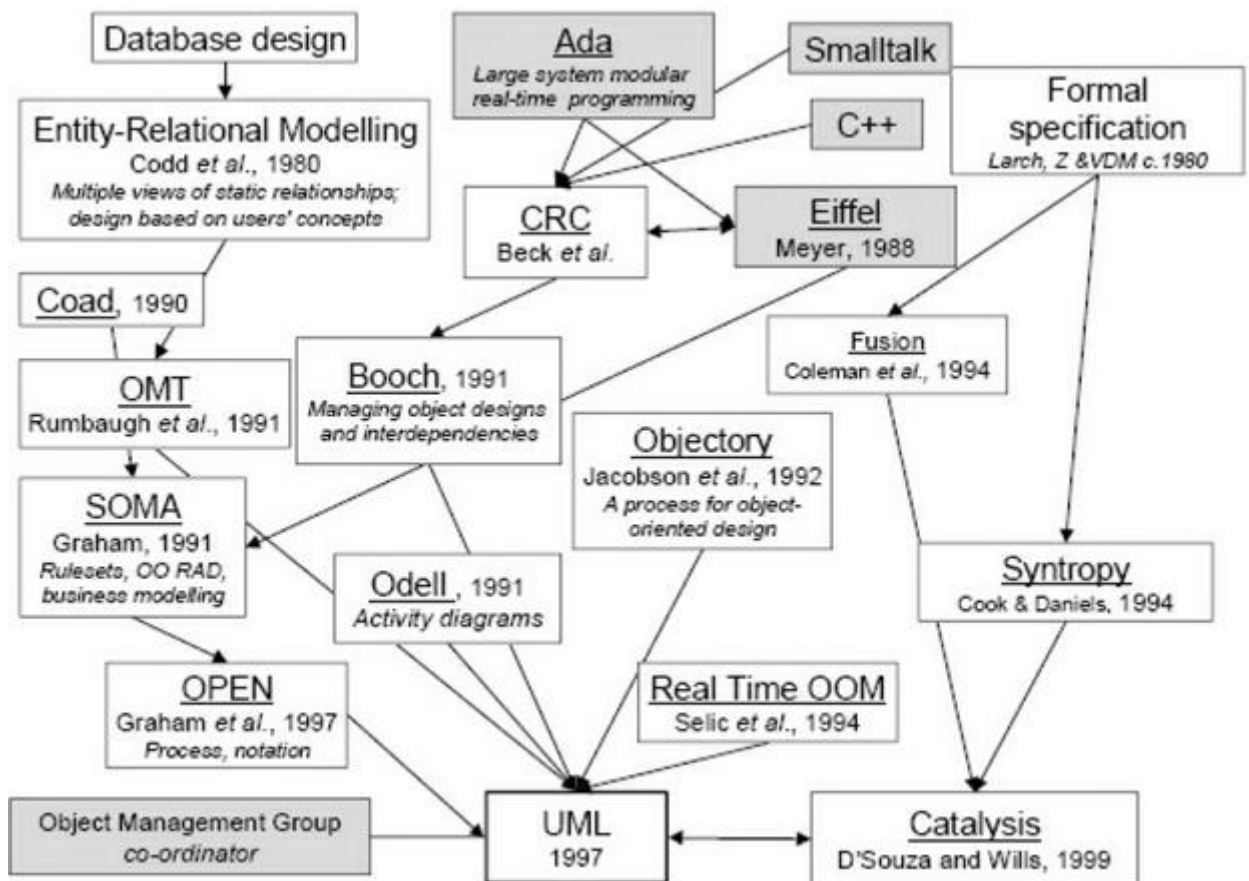 Database design
Ada
Large system modular
real-time programming
Smalltalk
C++
Formal
specification
Larch, Z &VDM c.1980
Entity-Relational Modelling
Codd et al., 1980
Multiple views of static relationships;
design based on users' concepts
CRC
Beck et al.
Eiffel
Meyer, 1988
Coad, 1990
OMT
Rumbaugh et al., 1991
Booch, 1991
Managing object designs
and interdependencies
Fusion
Coleman et al., 1994
Objectory
Jacobson et al., 1992
A process for object-
oriented design
SOMA
Graham, 1991
Rulesets, OO RAD,
business modelling
Odell, 1991
Activity diagrams
Syntropy
Cook & Daniels, 1994
OPEN
Graham et al., 1997
Process, notation
Real Time OOM
Selic et al., 1994
Object Management Group
co-ordinator
UML
1997
Catalysis
D'Souza and Wills, 1999